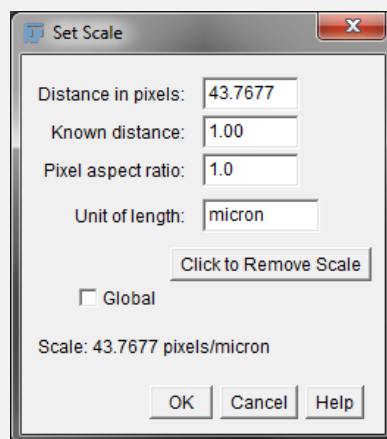 Set Scale
Distance in pixels: 43.7677
Known distance: 1.00
Pixel aspect ratio: 1.0
Unit of length: micron
Click to Remove Scale
Global
Scale: 43.7677 pixels/micron
OK Cancel Help